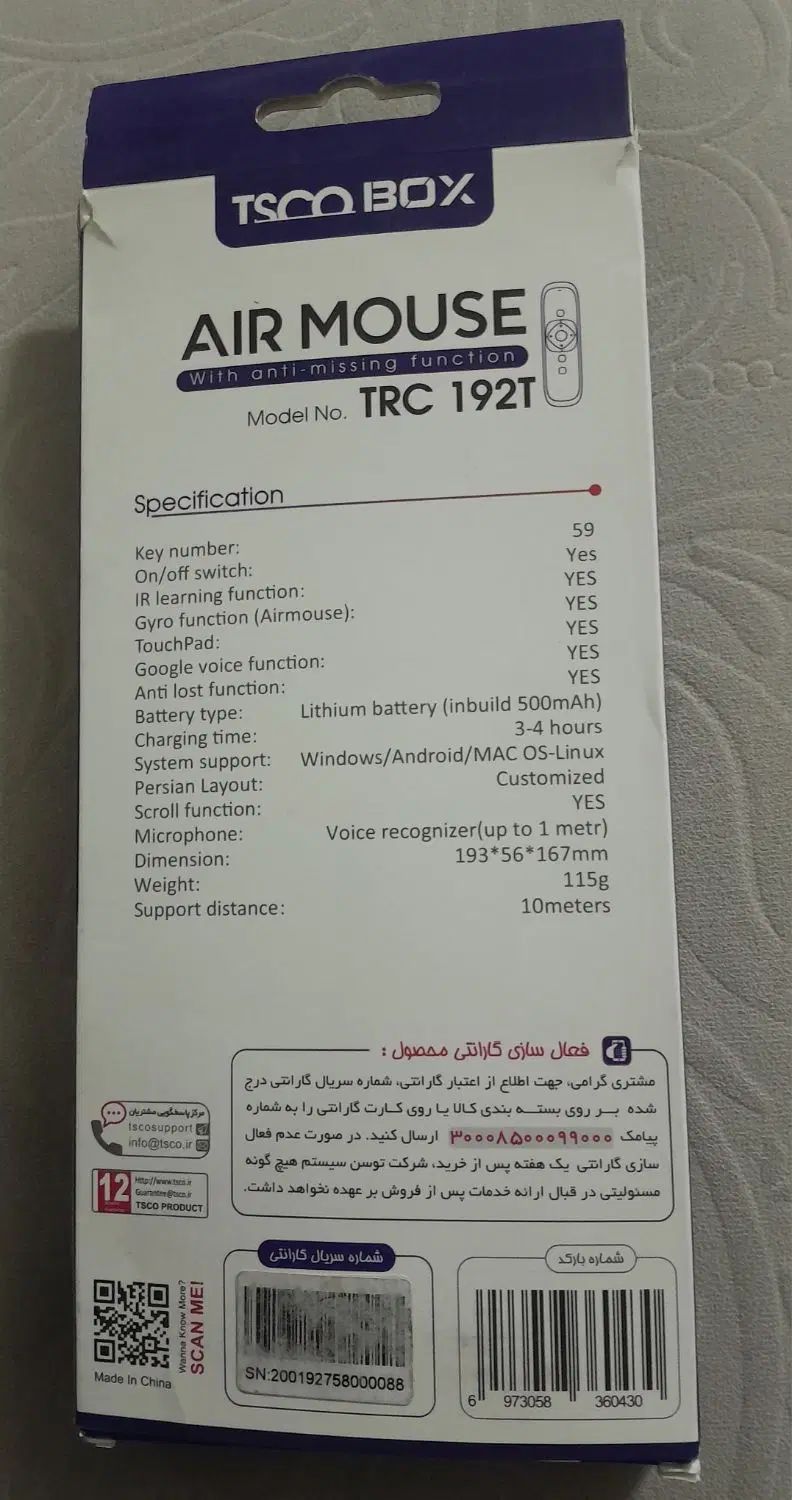 TSCO BOX
AIR MOUSE
With anti-missing function
Model No. TRC 192T
Specification
Key number: 59
On/off switch: Yes
IR learning function: YES
Gyro function (Airmouse): YES
TouchPad: YES
Google voice function: YES
Anti lost function: YES
Battery type: Lithium battery (inbuild 500mAh)
Charging time: 3-4 hours
System support: Windows/Android/MAC OS-Linux
Persian Layout: Customized
Scroll function: YES
Microphone: Voice recognizer(up to 1 metr)
Dimension: 193*56*167mm
Weight: 115g
Support distance: 10meters
فعال سازی گارانتی محصول :
مشتری گرامی، جهت اطلاع از اعتبار گارانتی، شماره سریال گارانتی درج
شده بــر روی بستــه بندی کـالا یـا روی کــارت گارانتی را به شماره
پیامک ۳۰۰۰۸۵۰۰۰۹۹۰۰۰ ارسال کنید. در صورت عدم فعال
سازی گارانتی یک هفته پس از خرید، شرکت توسن سیستم هیچ گونه
مسئولیتی در قبال ارائه خدمات پس از فروش بر عهده نخواهد داشت.
مرکز پاسخگویی مشتریان
tscosupport
info@tsco.ir
12
Http://www.tsco.ir
Guarantee@tsco.ir
TSCO PRODUCT
Wanna Know More?
SCAN ME!
Made In China
شماره سریال گارانتی
SN:200192758000088
شماره بارکد
6 973058 360430